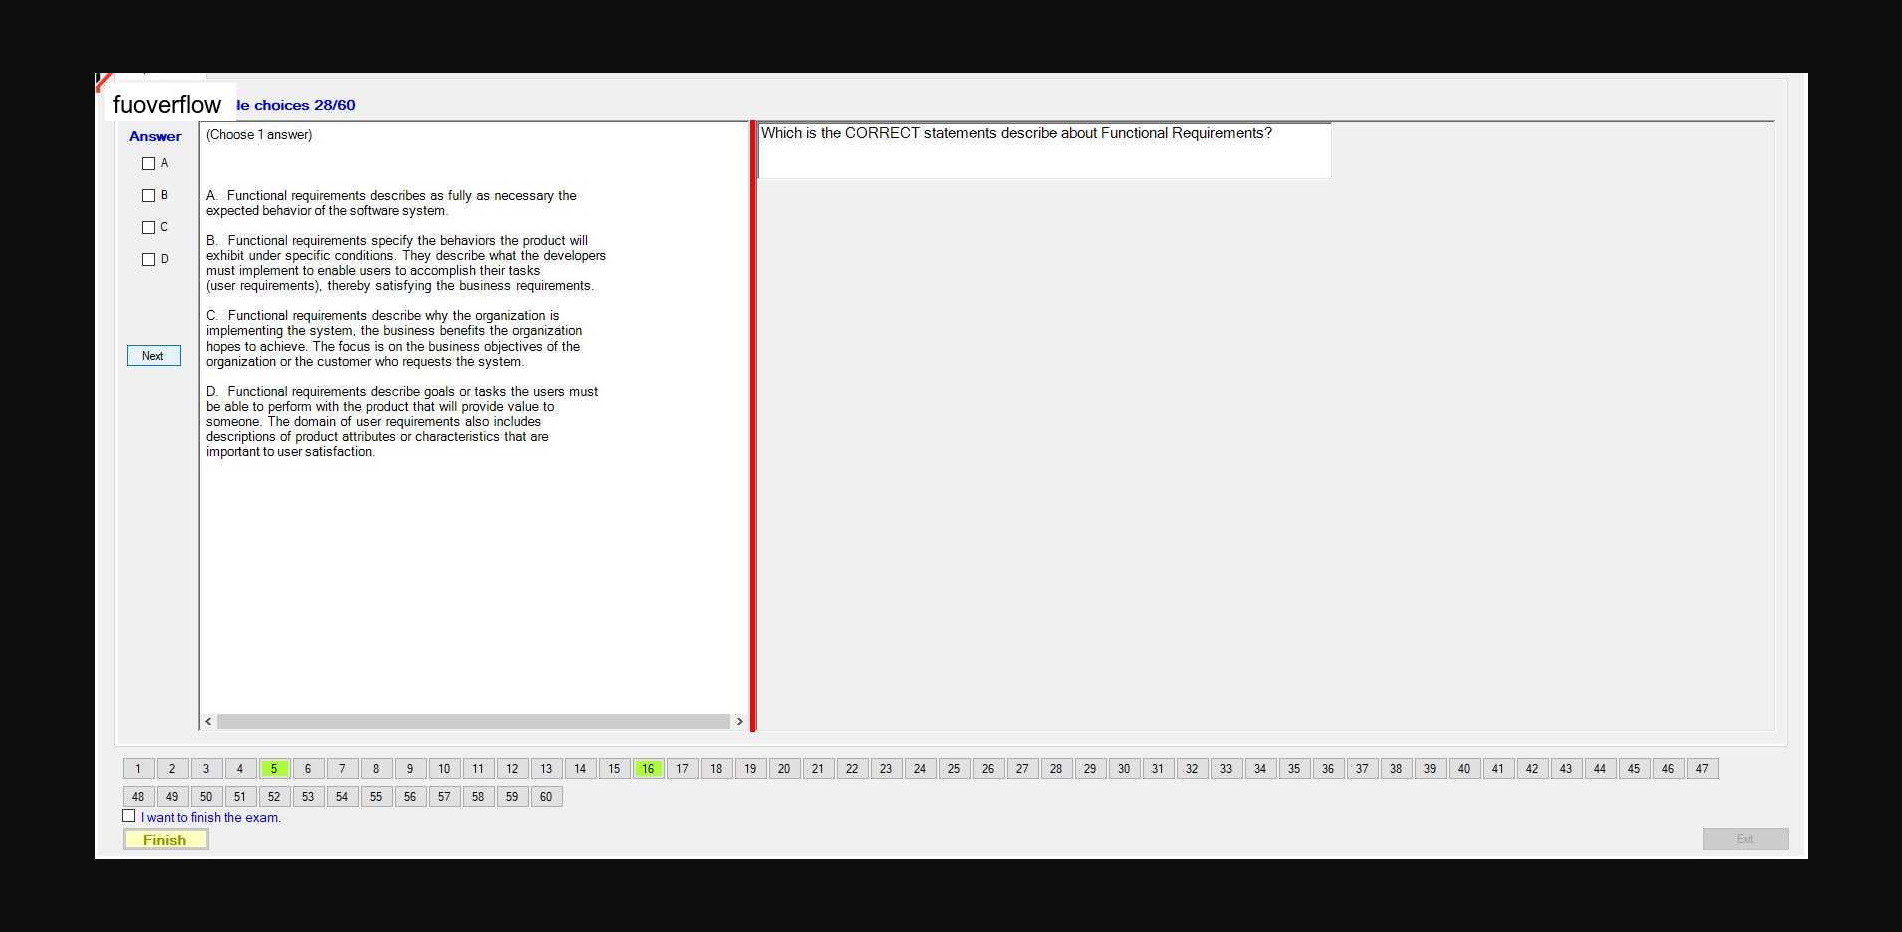 fuoverflow le choices 28/60
Answer
(Choose 1 answer)
A
B
C
D
Next
A. Functional requirements describes as fully as necessary the
expected behavior of the software system.
B. Functional requirements specify the behaviors the product will
exhibit under specific conditions. They describe what the developers
must implement to enable users to accomplish their tasks
(user requirements), thereby satisfying the business requirements.
C. Functional requirements describe why the organization is
implementing the system, the business benefits the organization
hopes to achieve. The focus is on the business objectives of the
organization or the customer who requests the system.
D. Functional requirements describe goals or tasks the users must
be able to perform with the product that will provide value to
someone. The domain of user requirements also includes
descriptions of product attributes or characteristics that are
important to user satisfaction.
Which is the CORRECT statements describe about Functional Requirements?
1 2 3 4 5 6 7 8 9 10 11 12 13 14 15 16 17 18 19 20 21 22 23 24 25 26 27 28 29 30 31 32 33 34 35 36 37 38 39 40 41 42 43 44 45 46 47
48 49 50 51 52 53 54 55 56 57 58 59 60
I want to finish the exam.
Finish
Exit